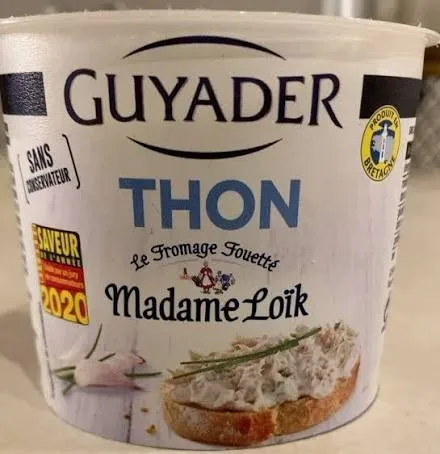 GUYADER
SANS
CONSERVATEUR
PRODUIT EN
BRETAGNE
THON
Le Fromage Fouetté
Madame Loïk
SAVEUR
DE L'ANNÉE
2020